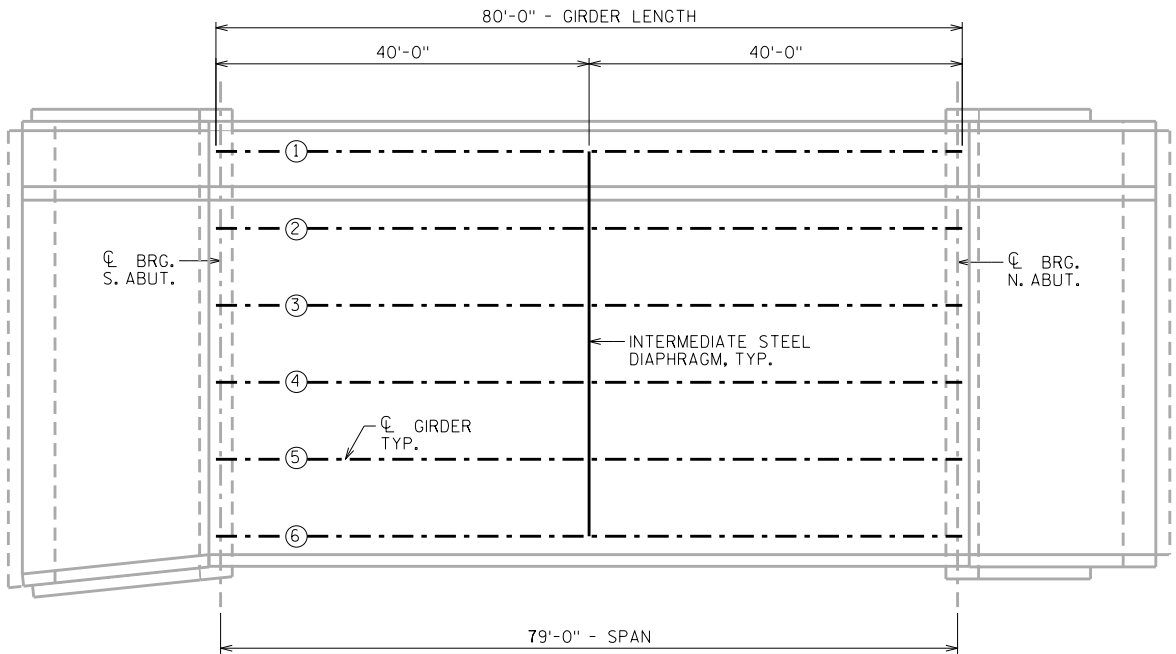 80'-0" - GIRDER LENGTH
40'-0"
40'-0"
1
2
℄ BRG.
S. ABUT.
℄ BRG.
N. ABUT.
3
INTERMEDIATE STEEL
DIAPHRAGM, TYP.
4
℄ GIRDER
TYP.
5
6
79'-0" - SPAN